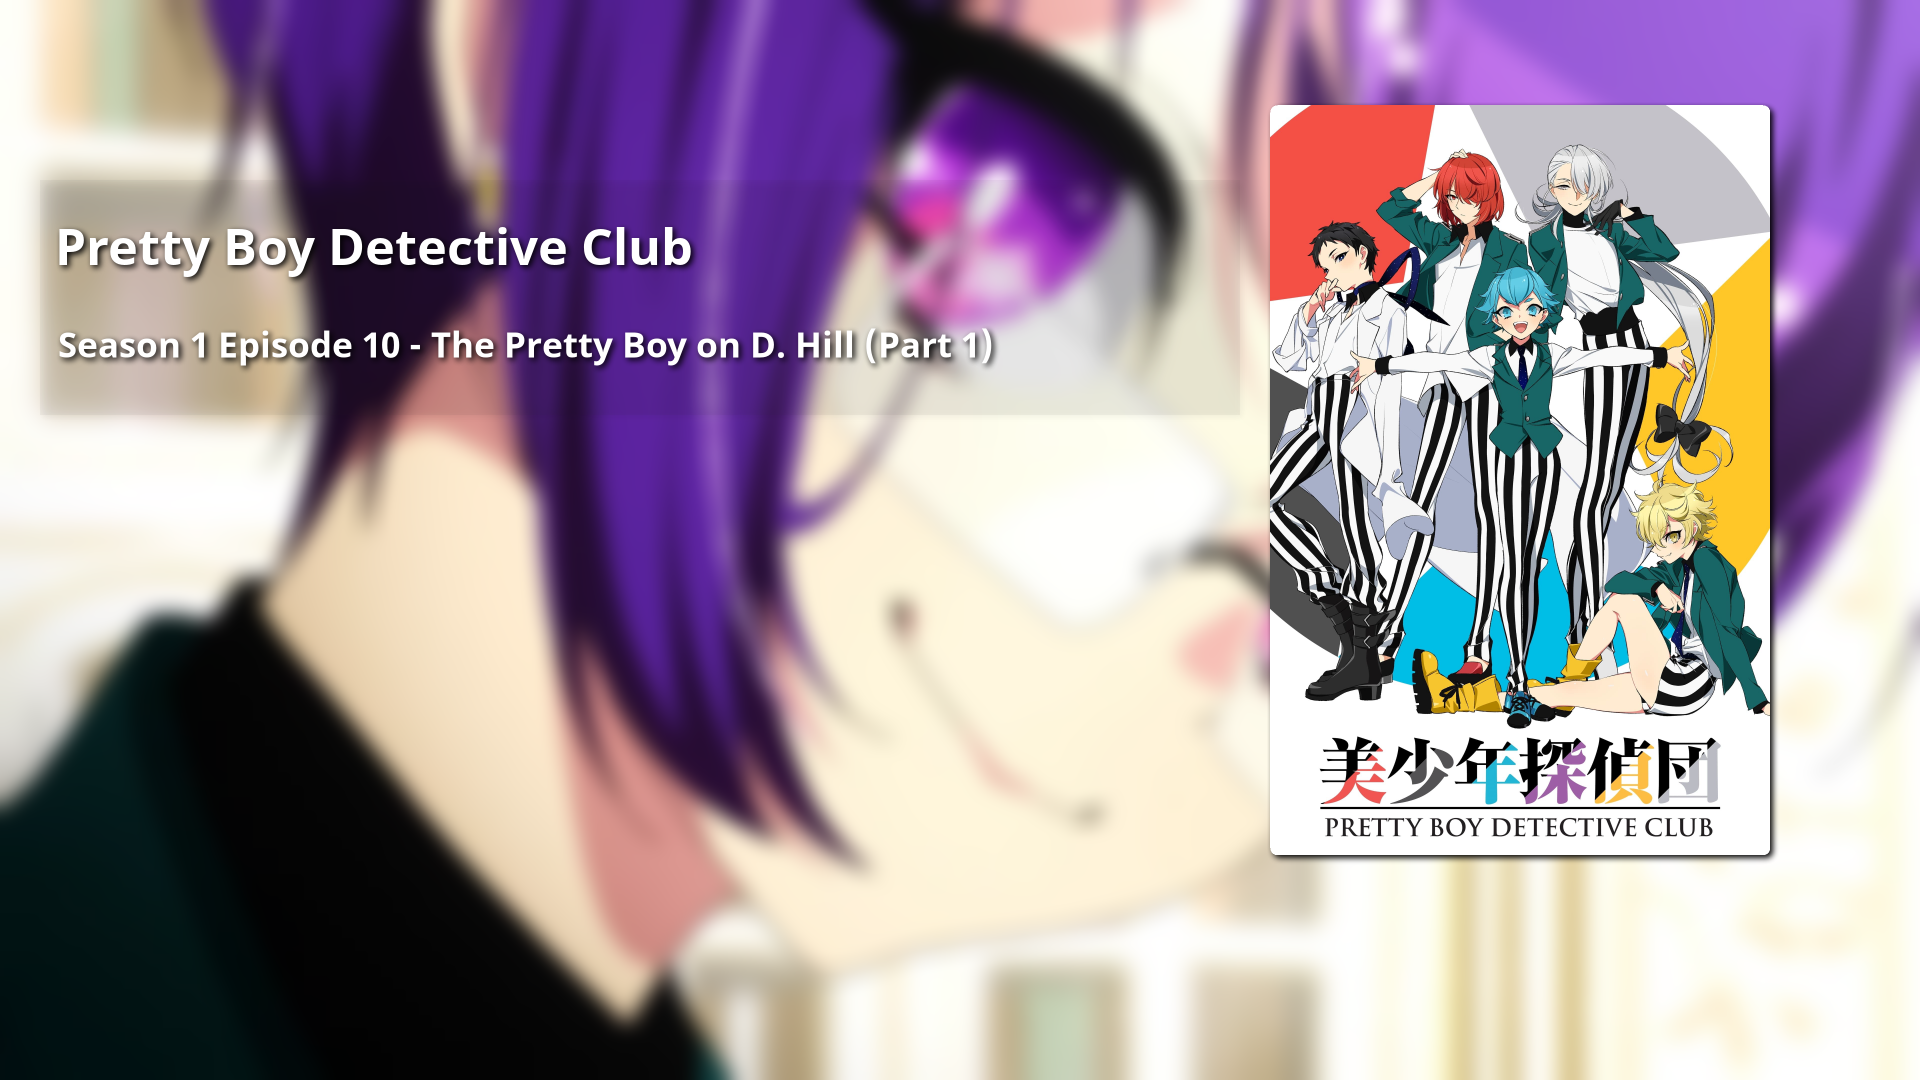 Pretty Boy Detective Club
Season 1 Episode 10 - The Pretty Boy on D. Hill (Part 1)
美少年探偵団
PRETTY BOY DETECTIVE CLUB